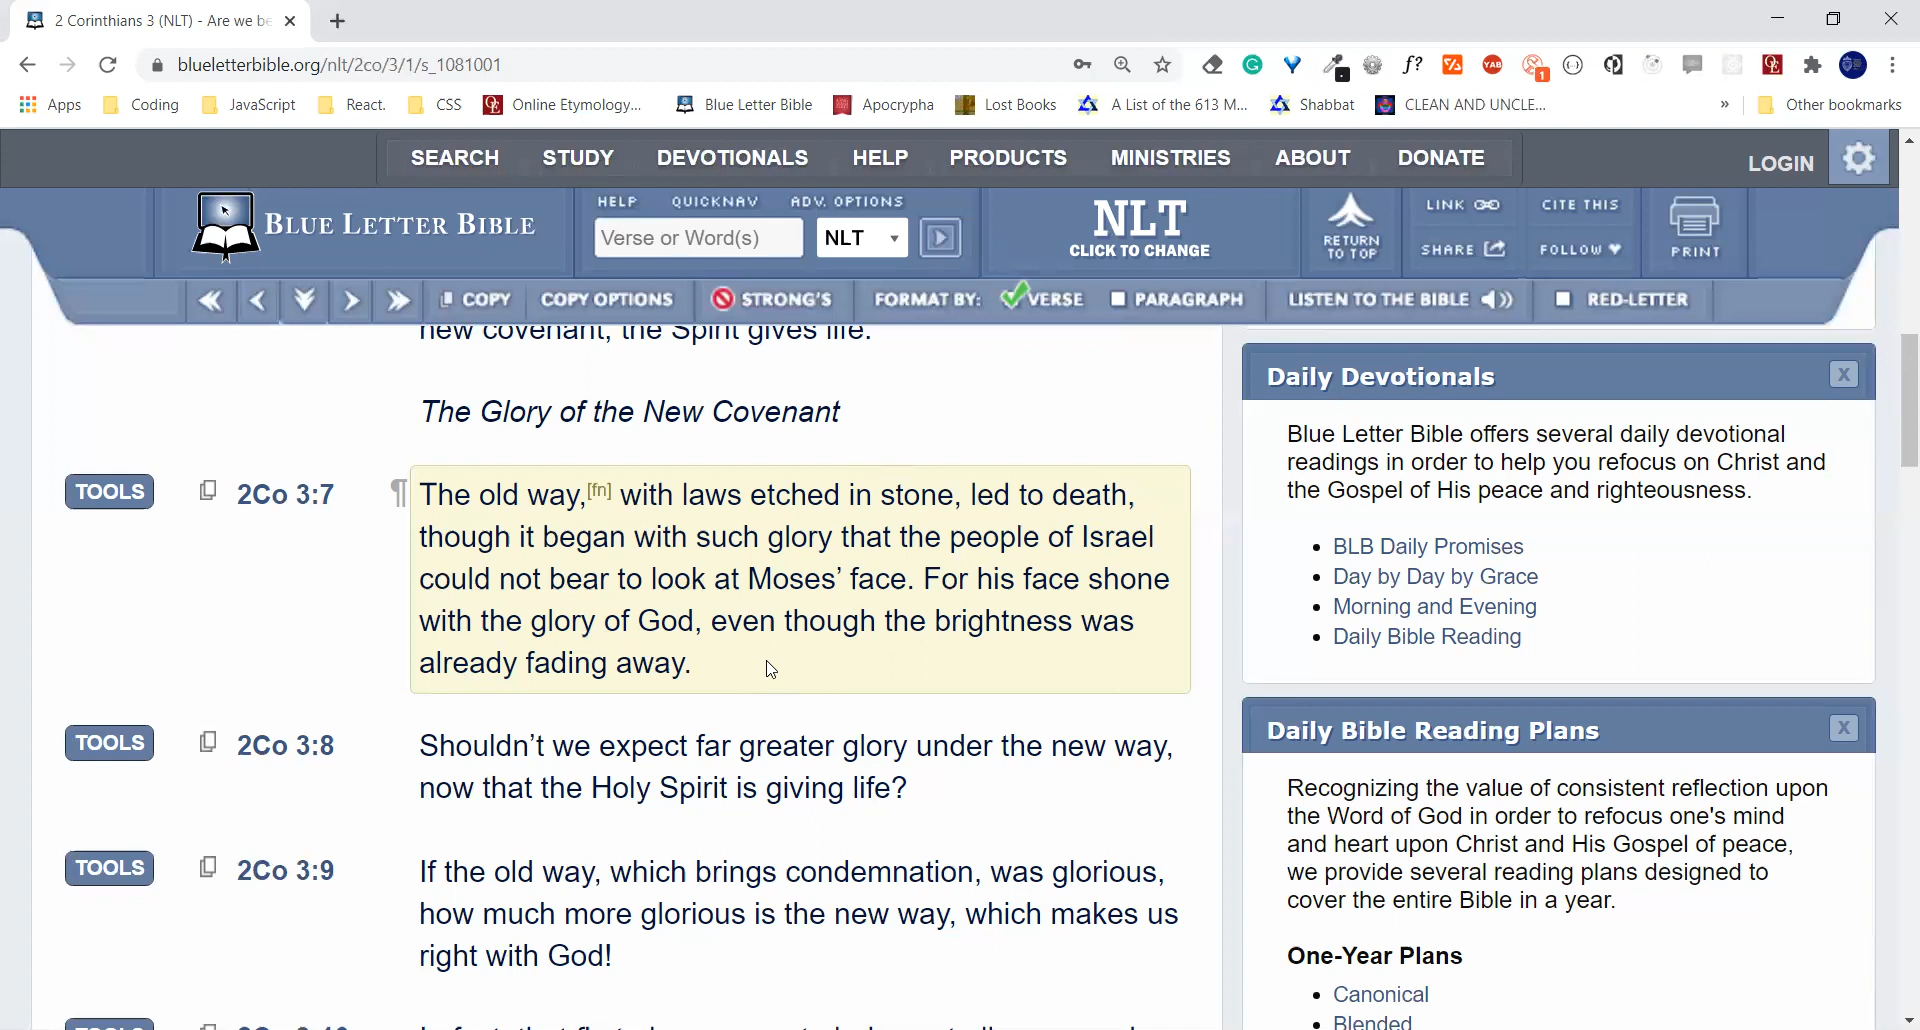 2 Corinthians 3 (NLT) - Are we be
blueletterbible.org/nlt/2co/3/1/s_1081001
f?
YAB
1
OE
Apps
Coding
JavaScript
React.
CSS
OE Online Etymology...
Blue Letter Bible
Apocrypha
Lost Books
A List of the 613 M...
Shabbat
CLEAN AND UNCLE...
»
Other bookmarks
SEARCH
STUDY
DEVOTIONALS
HELP
PRODUCTS
MINISTRIES
ABOUT
DONATE
LOGIN
BLUE LETTER BIBLE
HELP
QUICKNAV
ADV. OPTIONS
Verse or Word(s)
NLT
NLT
CLICK TO CHANGE
RETURN
TO TOP
LINK
CITE THIS
SHARE
FOLLOW
PRINT
COPY
COPY OPTIONS
STRONG'S
FORMAT BY:
VERSE
PARAGRAPH
LISTEN TO THE BIBLE
RED-LETTER
new covenant, the Spirit gives life.
The Glory of the New Covenant
TOOLS
2Co 3:7
¶ The old way,[fn] with laws etched in stone, led to death,
though it began with such glory that the people of Israel
could not bear to look at Moses’ face. For his face shone
with the glory of God, even though the brightness was
already fading away.
TOOLS
2Co 3:8
Shouldn’t we expect far greater glory under the new way,
now that the Holy Spirit is giving life?
TOOLS
2Co 3:9
If the old way, which brings condemnation, was glorious,
how much more glorious is the new way, which makes us
right with God!
Daily Devotionals
X
Blue Letter Bible offers several daily devotional
readings in order to help you refocus on Christ and
the Gospel of His peace and righteousness.
• BLB Daily Promises
• Day by Day by Grace
• Morning and Evening
• Daily Bible Reading
Daily Bible Reading Plans
X
Recognizing the value of consistent reflection upon
the Word of God in order to refocus one's mind
and heart upon Christ and His Gospel of peace,
we provide several reading plans designed to
cover the entire Bible in a year.
One-Year Plans
• Canonical
• Blended